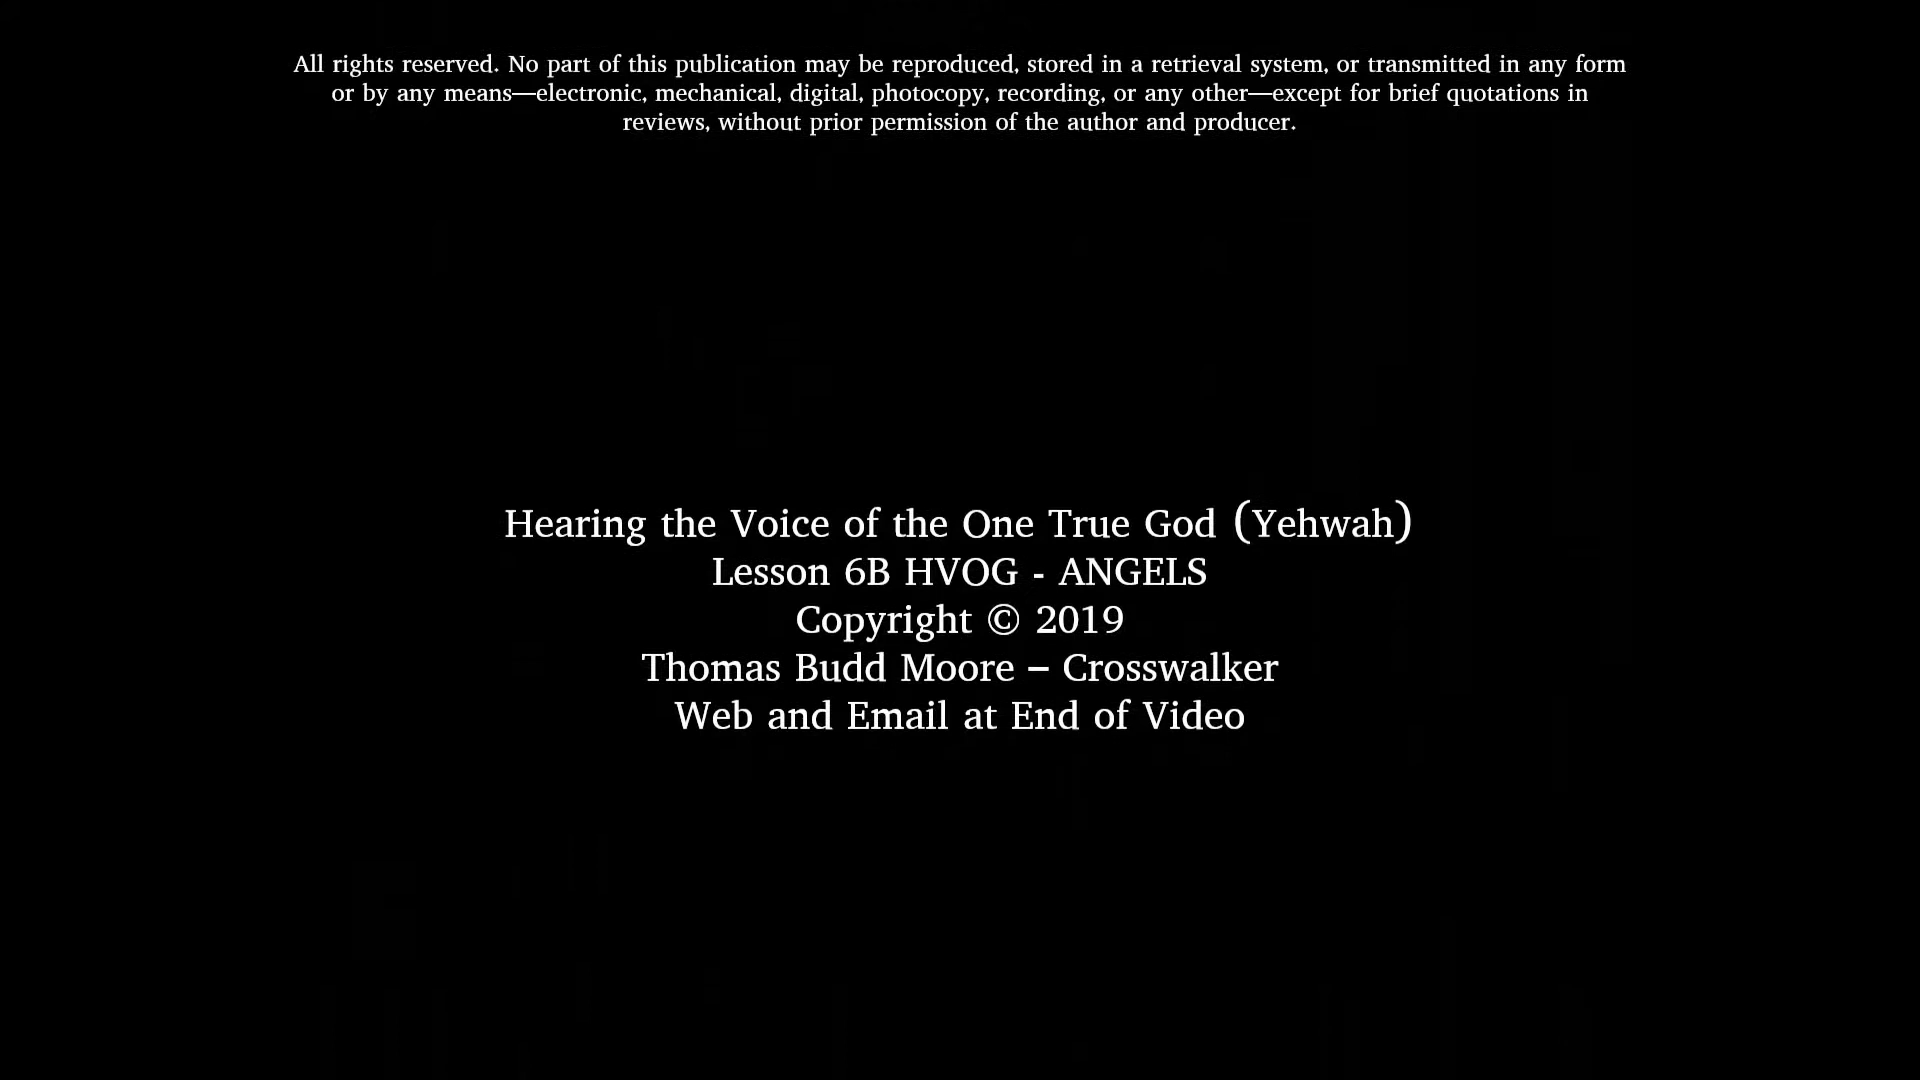 All rights reserved. No part of this publication may be reproduced, stored in a retrieval system, or transmitted in any form
or by any means—electronic, mechanical, digital, photocopy, recording, or any other—except for brief quotations in
reviews, without prior permission of the author and producer.
Hearing the Voice of the One True God (Yehwah)
Lesson 6B HVOG - ANGELS
Copyright © 2019
Thomas Budd Moore – Crosswalker
Web and Email at End of Video